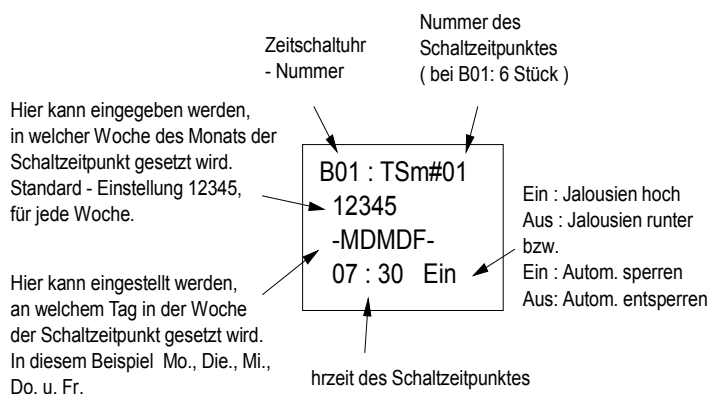 Zeitschaltuhr
- Nummer
Nummer des
Schaltzeitpunktes
( bei B01: 6 Stück )
Hier kann eingegeben werden,
in welcher Woche des Monats der
Schaltzeitpunkt gesetzt wird.
Standard - Einstellung 12345,
für jede Woche.
Hier kann eingestellt werden,
an welchem Tag in der Woche
der Schaltzeitpunkt gesetzt wird.
In diesem Beispiel Mo., Die., Mi.,
Do. u. Fr.
B01 : TSm#01
12345
-MDMDF-
07 : 30 Ein
Ein : Jalousien hoch
Aus : Jalousien runter
bzw.
Ein : Autom. sperren
Aus: Autom. entsperren
hrzeit des Schaltzeitpunktes